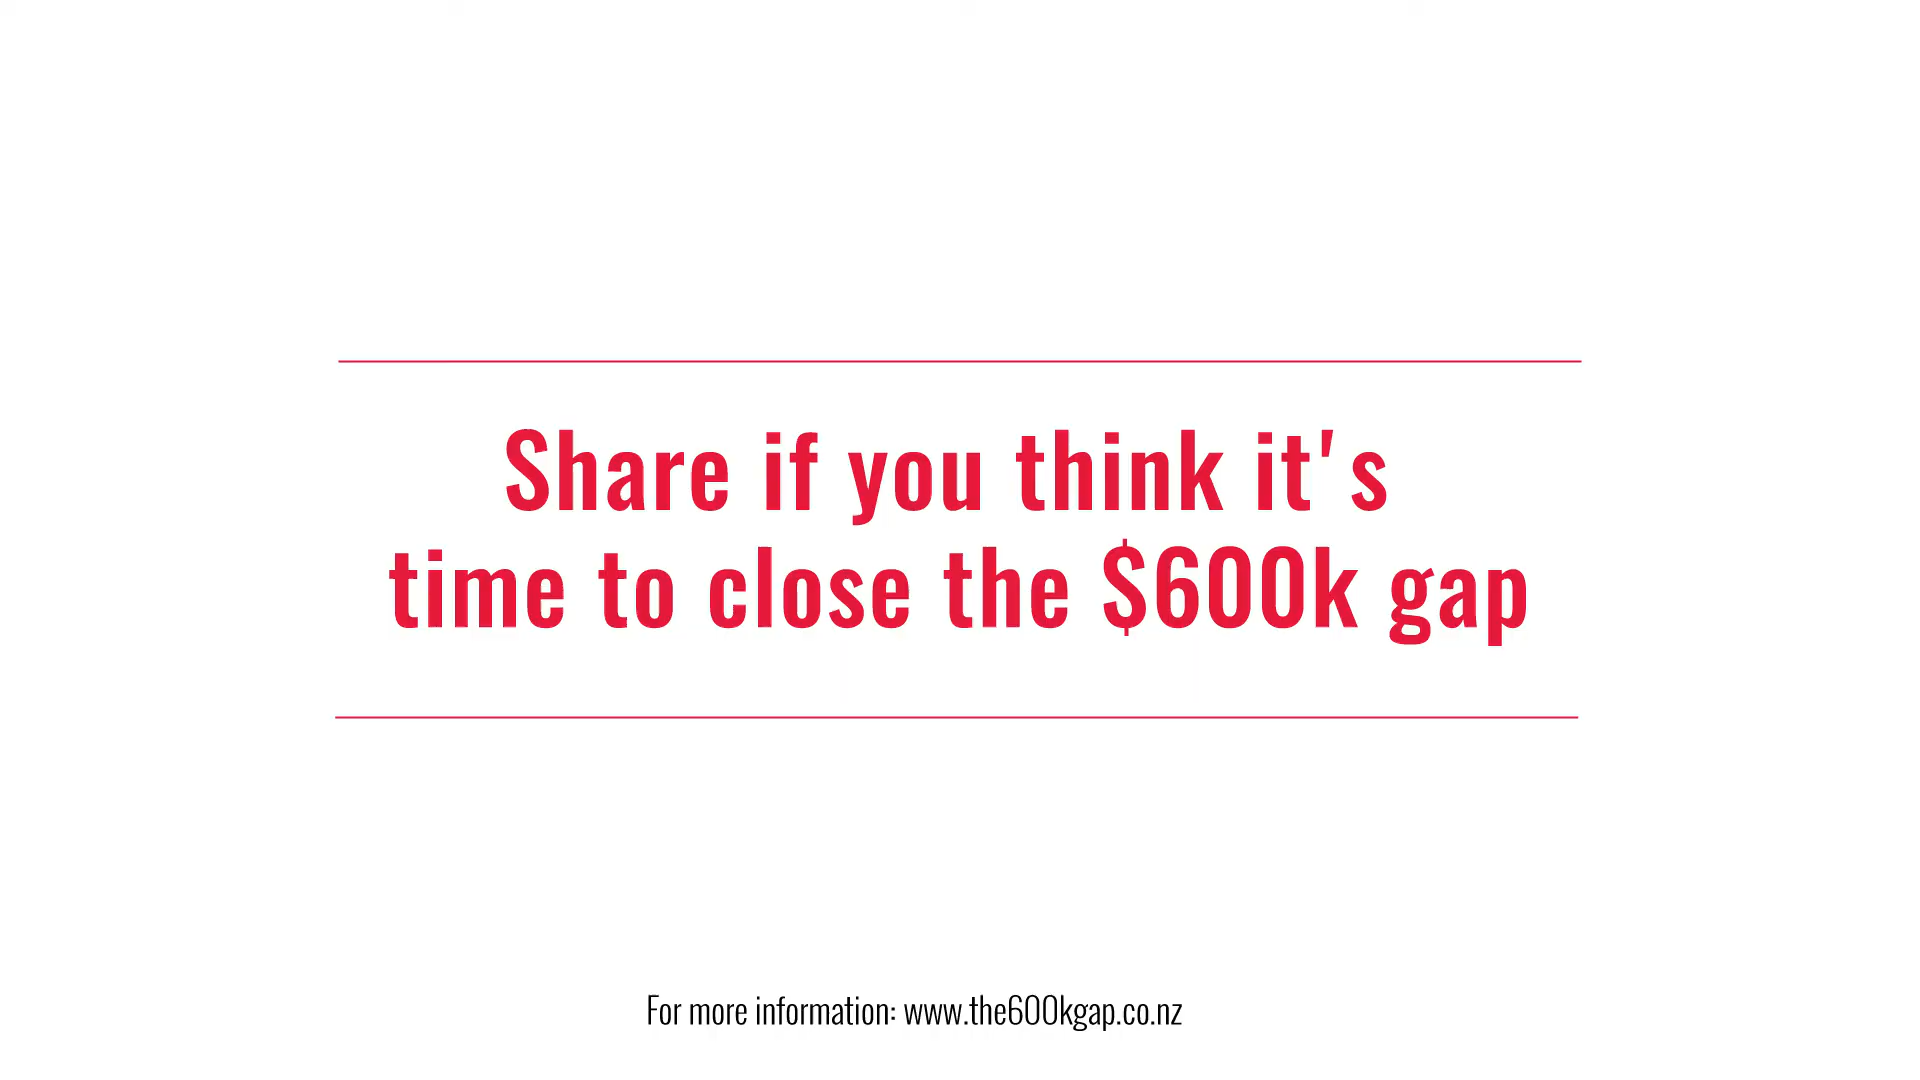 Share if you think it's
time to close the $600k gap
For more information: www.the600kgap.co.nz